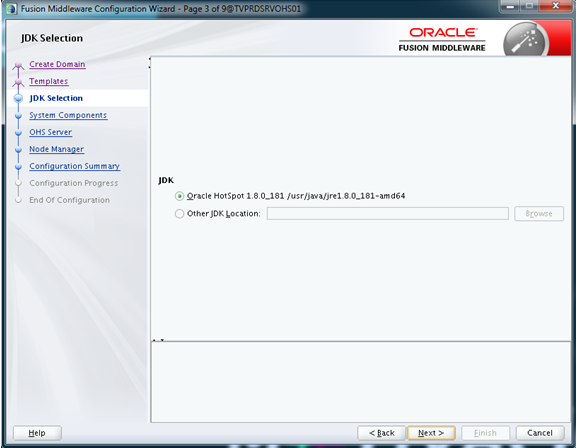 Fusion Middleware Configuration Wizard - Page 3 of 9@TVPRDSRVOHS01
JDK Selection
ORACLE
FUSION MIDDLEWARE
Create Domain
Templates
JDK Selection
System Components
OHS Server
Node Manager
Configuration Summary
Configuration Progress
End Of Configuration
JDK
Oracle HotSpot 1.8.0_181 /usr/java/jre1.8.0_181-amd64
Other JDK Location:
Browse
Help
< Back
Next >
Finish
Cancel